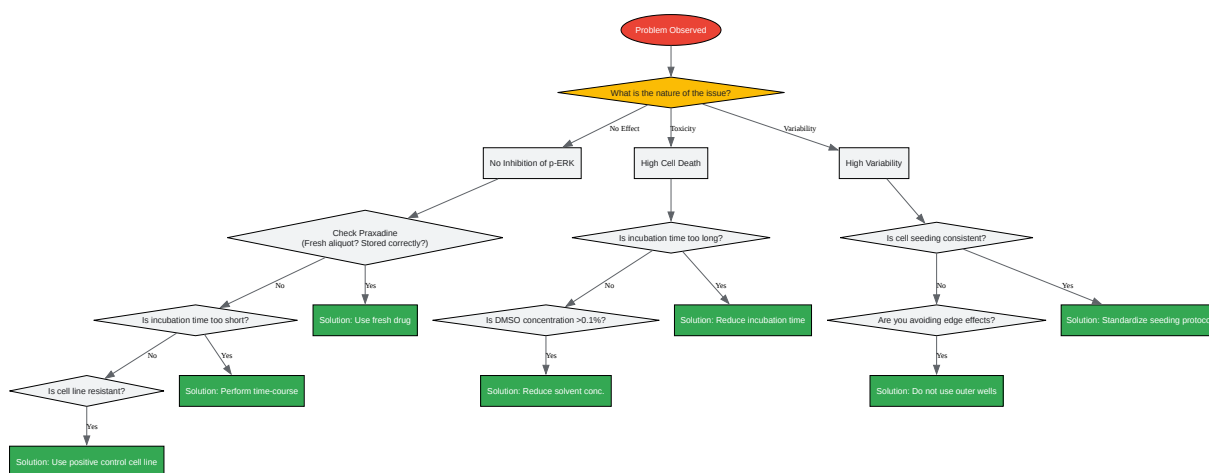 Problem Observed
What is the nature of the issue?
No Effect
Toxicity
Variability
No Inhibition of p-ERK
High Cell Death
High Variability
Check Praxadine
(Fresh aliquot? Stored correctly?)
Is incubation time too long?
Is cell seeding consistent?
No
Yes
No
Yes
No
Yes
Is incubation time too short?
Solution: Use fresh drug
Is DMSO concentration >0.1%?
Solution: Reduce incubation time
Are you avoiding edge effects?
Solution: Standardize seeding protoco
No
Yes
Yes
Yes
Is cell line resistant?
Solution: Perform time-course
Solution: Reduce solvent conc.
Solution: Do not use outer wells
Yes
Solution: Use positive control cell line